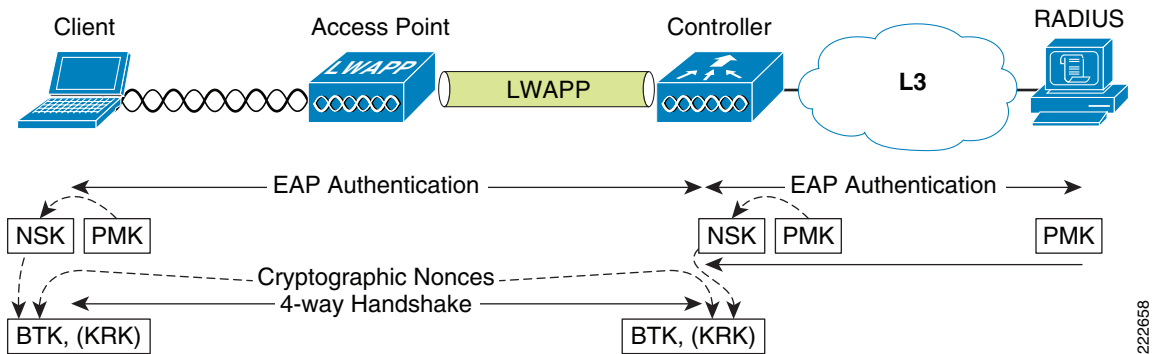 Client
Access Point
Controller
RADIUS
LWAPP
LWAPP
L3
EAP Authentication
EAP Authentication
NSK
PMK
NSK
PMK
PMK
Cryptographic Nonces
4-way Handshake
BTK, (KRK)
BTK, (KRK)
222658